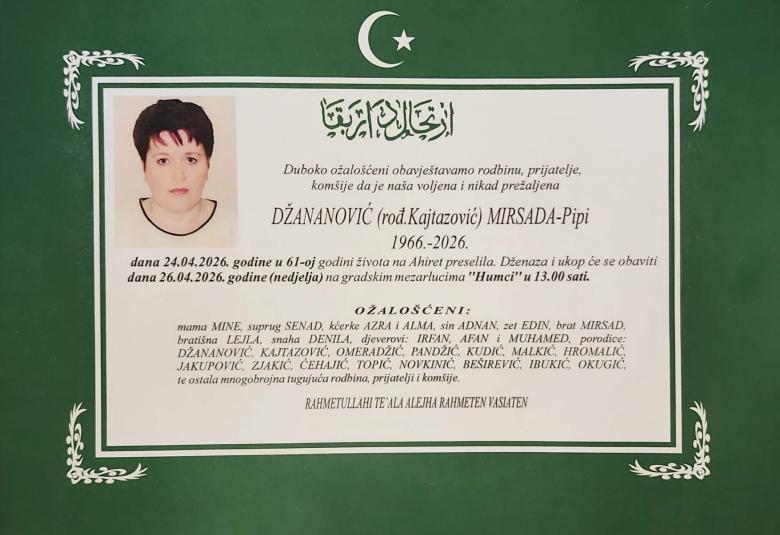 ارتحال دار بقا
Duboko ožalošćeni obavještavamo rodbinu, prijatelje,
komšije da je naša voljena i nikad prežaljena
DŽANANOVIĆ (rođ.Kajtazović) MIRSADA-Pipi
1966.-2026.
dana 24.04.2026. godine u 61-oj godini života na Ahiret preselila. Dženaza i ukop će se obaviti
dana 26.04.2026. godine (nedjelja) na gradskim mezarlucima "Humci" u 13.00 sati.
OŽALOŠĆENI:
mama MINE, suprug SENAD, kćerke AZRA i ALMA, sin ADNAN, zet EDIN, brat MIRSAD,
bratišna LEJLA, snaha DENILA, djeverovi: IRFAN, AFAN i MUHAMED, porodice:
DŽANANOVIĆ, KAJTAZOVIĆ, OMERADŽIĆ, PANDŽIĆ, KUDIĆ, MALKIĆ, HROMALIĆ,
JAKUPOVIĆ, ZJAKIĆ, ĆEHAJIĆ, TOPIĆ, NOVKINIĆ, BEŠIREVIĆ, IBUKIĆ, OKUGIĆ,
te ostala mnogobrojna tugujuća rodbina, prijatelji i komšije.
RAHMETULLAHI TE'ALA ALEJHA RAHMETEN VASIATEN